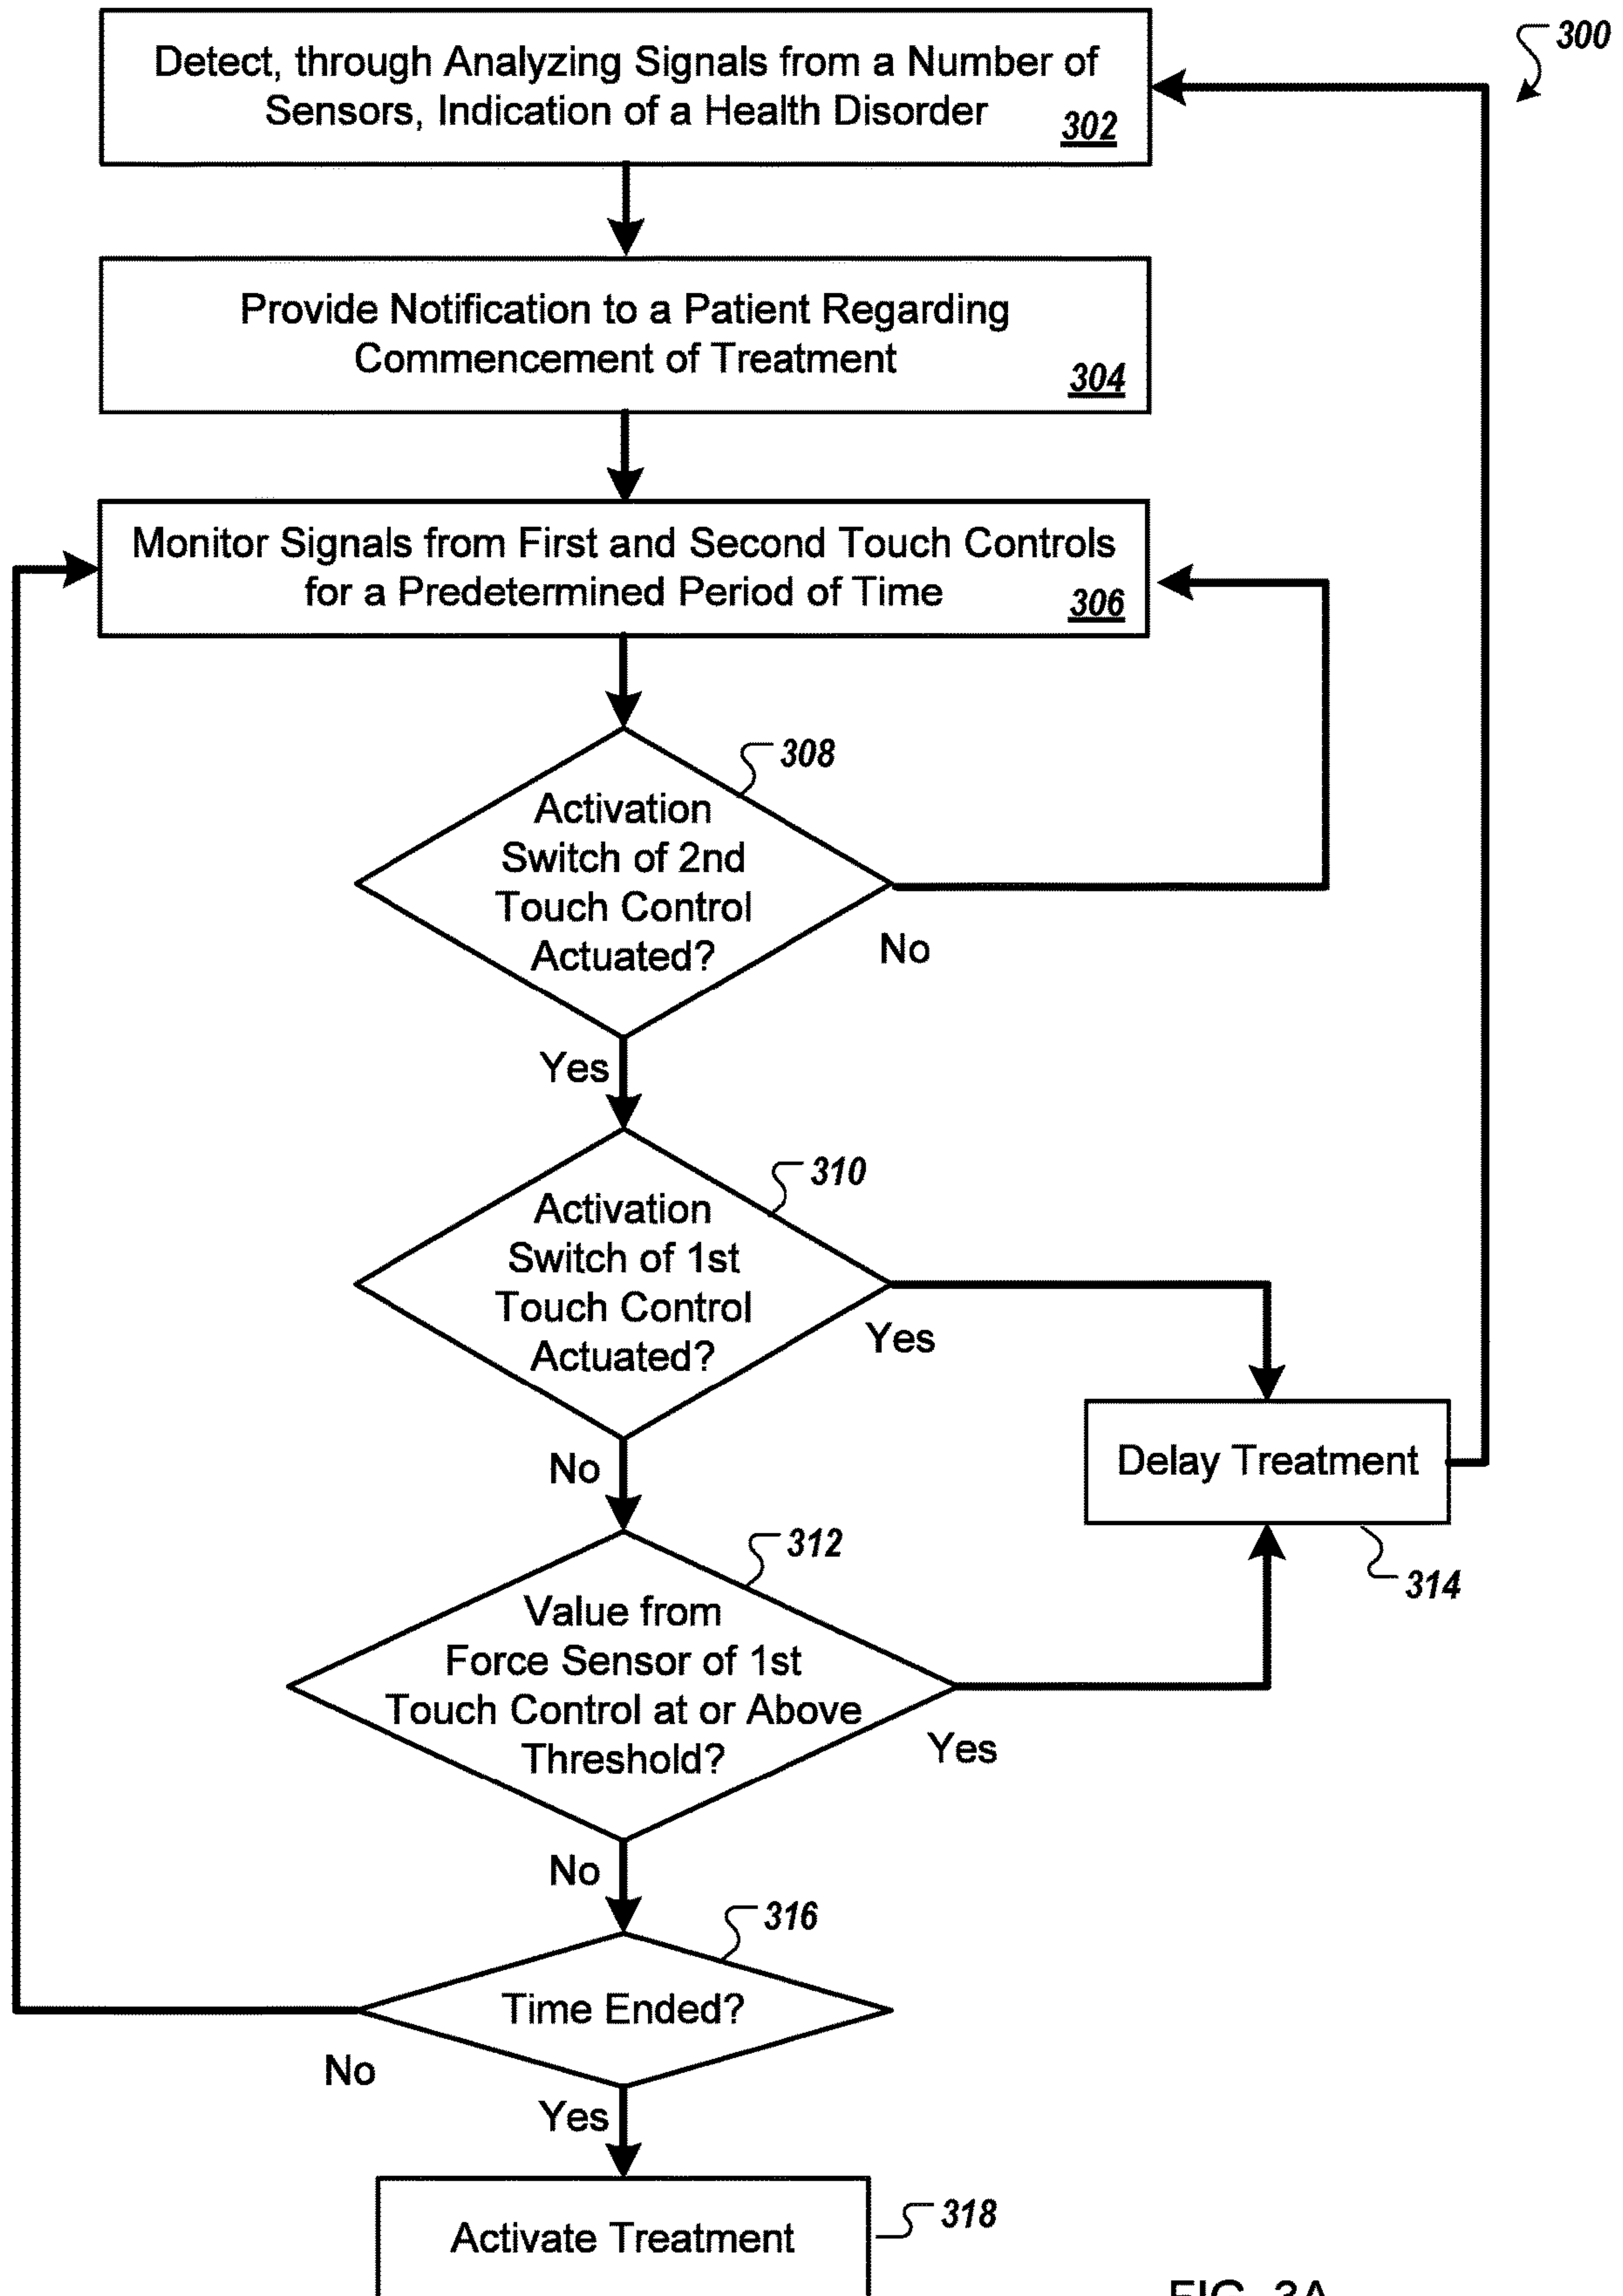 300
Detect, through Analyzing Signals from a Number of
Sensors, Indication of a Health Disorder
302
Provide Notification to a Patient Regarding
Commencement of Treatment
304
Monitor Signals from First and Second Touch Controls
for a Predetermined Period of Time
306
308
Activation
Switch of 2nd
Touch Control
Actuated?
No
Yes
310
Activation
Switch of 1st
Touch Control
Actuated?
Yes
No
Delay Treatment
314
312
Value from
Force Sensor of 1st
Touch Control at or Above
Threshold?
Yes
No
316
Time Ended?
No
Yes
318
Activate Treatment
FIG. 3A